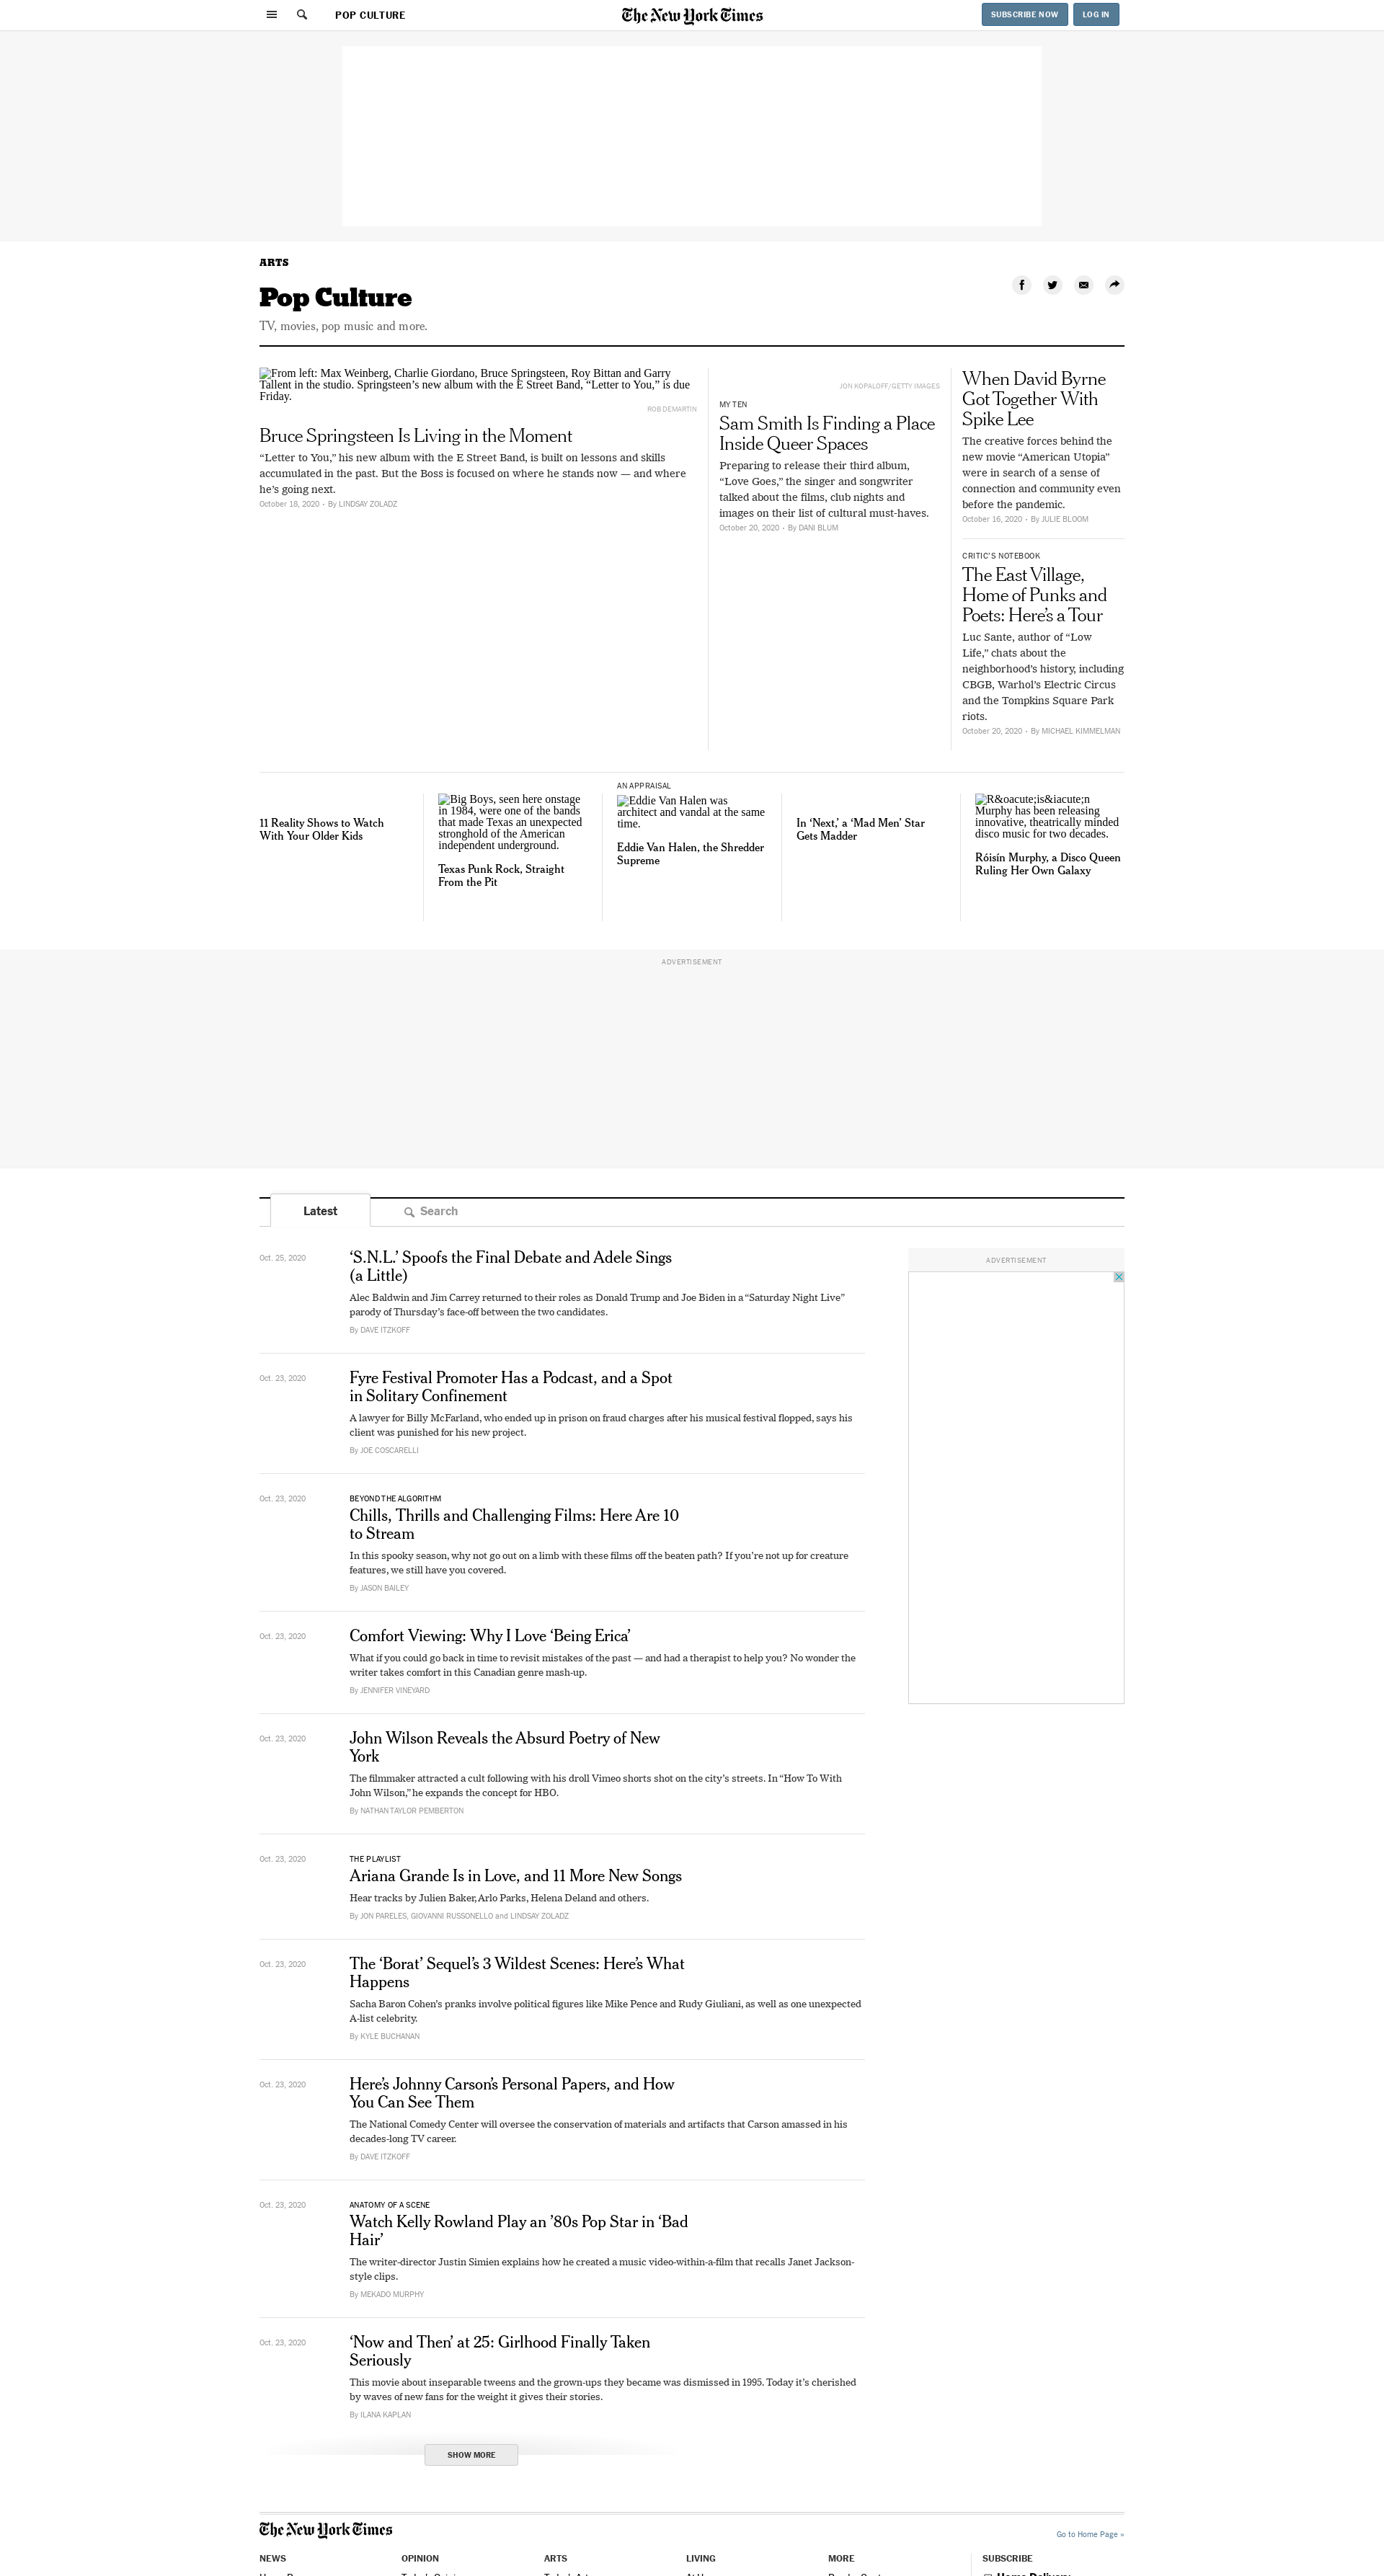 POP CULTURE
The New York Times
SUBSCRIBE NOW
LOG IN
ARTS
Pop Culture
TV, movies, pop music and more.
From left: Max Weinberg, Charlie Giordano, Bruce Springsteen, Roy Bittan and Garry
Tallent in the studio. Springsteen’s new album with the E Street Band, “Letter to You,” is due
Friday.
ROB DEMARTIN
Bruce Springsteen Is Living in the Moment
“Letter to You,” his new album with the E Street Band, is built on lessons and skills
accumulated in the past. But the Boss is focused on where he stands now — and where
he’s going next.
October 18, 2020 • By LINDSAY ZOLADZ
JON KOPALOFF/GETTY IMAGES
MY TEN
Sam Smith Is Finding a Place
Inside Queer Spaces
Preparing to release their third album,
“Love Goes,” the singer and songwriter
talked about the films, club nights and
images on their list of cultural must-haves.
October 20, 2020 • By DANI BLUM
When David Byrne
Got Together With
Spike Lee
The creative forces behind the
new movie “American Utopia”
were in search of a sense of
connection and community even
before the pandemic.
October 16, 2020 • By JULIE BLOOM
CRITIC’S NOTEBOOK
The East Village,
Home of Punks and
Poets: Here’s a Tour
Luc Sante, author of “Low
Life,” chats about the
neighborhood’s history, including
CBGB, Warhol’s Electric Circus
and the Tompkins Square Park
riots.
October 20, 2020 • By MICHAEL KIMMELMAN
11 Reality Shows to Watch
With Your Older Kids
Big Boys, seen here onstage
in 1984, were one of the bands
that made Texas an unexpected
stronghold of the American
independent underground.
Texas Punk Rock, Straight
From the Pit
AN APPRAISAL
Eddie Van Halen was
architect and vandal at the same
time.
Eddie Van Halen, the Shredder
Supreme
In ‘Next,’ a ‘Mad Men’ Star
Gets Madder
R&oacute;is&iacute;n
Murphy has been releasing
innovative, theatrically minded
disco music for two decades.
Róisín Murphy, a Disco Queen
Ruling Her Own Galaxy
ADVERTISEMENT
Latest
Search
Oct. 25, 2020
‘S.N.L.’ Spoofs the Final Debate and Adele Sings
(a Little)
Alec Baldwin and Jim Carrey returned to their roles as Donald Trump and Joe Biden in a “Saturday Night Live”
parody of Thursday’s face-off between the two candidates.
By DAVE ITZKOFF
ADVERTISEMENT
Oct. 23, 2020
Fyre Festival Promoter Has a Podcast, and a Spot
in Solitary Confinement
A lawyer for Billy McFarland, who ended up in prison on fraud charges after his musical festival flopped, says his
client was punished for his new project.
By JOE COSCARELLI
Oct. 23, 2020
BEYOND THE ALGORITHM
Chills, Thrills and Challenging Films: Here Are 10
to Stream
In this spooky season, why not go out on a limb with these films off the beaten path? If you’re not up for creature
features, we still have you covered.
By JASON BAILEY
Oct. 23, 2020
Comfort Viewing: Why I Love ‘Being Erica’
What if you could go back in time to revisit mistakes of the past — and had a therapist to help you? No wonder the
writer takes comfort in this Canadian genre mash-up.
By JENNIFER VINEYARD
Oct. 23, 2020
John Wilson Reveals the Absurd Poetry of New
York
The filmmaker attracted a cult following with his droll Vimeo shorts shot on the city’s streets. In “How To With
John Wilson,” he expands the concept for HBO.
By NATHAN TAYLOR PEMBERTON
Oct. 23, 2020
THE PLAYLIST
Ariana Grande Is in Love, and 11 More New Songs
Hear tracks by Julien Baker, Arlo Parks, Helena Deland and others.
By JON PARELES, GIOVANNI RUSSONELLO and LINDSAY ZOLADZ
Oct. 23, 2020
The ‘Borat’ Sequel’s 3 Wildest Scenes: Here’s What
Happens
Sacha Baron Cohen’s pranks involve political figures like Mike Pence and Rudy Giuliani, as well as one unexpected
A-list celebrity.
By KYLE BUCHANAN
Oct. 23, 2020
Here’s Johnny Carson’s Personal Papers, and How
You Can See Them
The National Comedy Center will oversee the conservation of materials and artifacts that Carson amassed in his
decades-long TV career.
By DAVE ITZKOFF
Oct. 23, 2020
ANATOMY OF A SCENE
Watch Kelly Rowland Play an ’80s Pop Star in ‘Bad
Hair’
The writer-director Justin Simien explains how he created a music video-within-a-film that recalls Janet Jackson-
style clips.
By MEKADO MURPHY
Oct. 23, 2020
‘Now and Then’ at 25: Girlhood Finally Taken
Seriously
This movie about inseparable tweens and the grown-ups they became was dismissed in 1995. Today it’s cherished
by waves of new fans for the weight it gives their stories.
By ILANA KAPLAN
SHOW MORE
The New York Times
Go to Home Page »
NEWS
OPINION
ARTS
LIVING
MORE
SUBSCRIBE